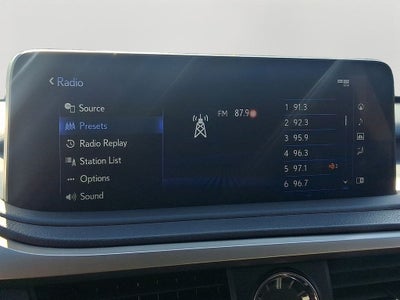 Radio
Source
Presets
Radio Replay
Station List
Options
Sound
FM 87.9
1 91.3
2 92.3
3 95.9
4 96.3
5 97.1
6 96.7